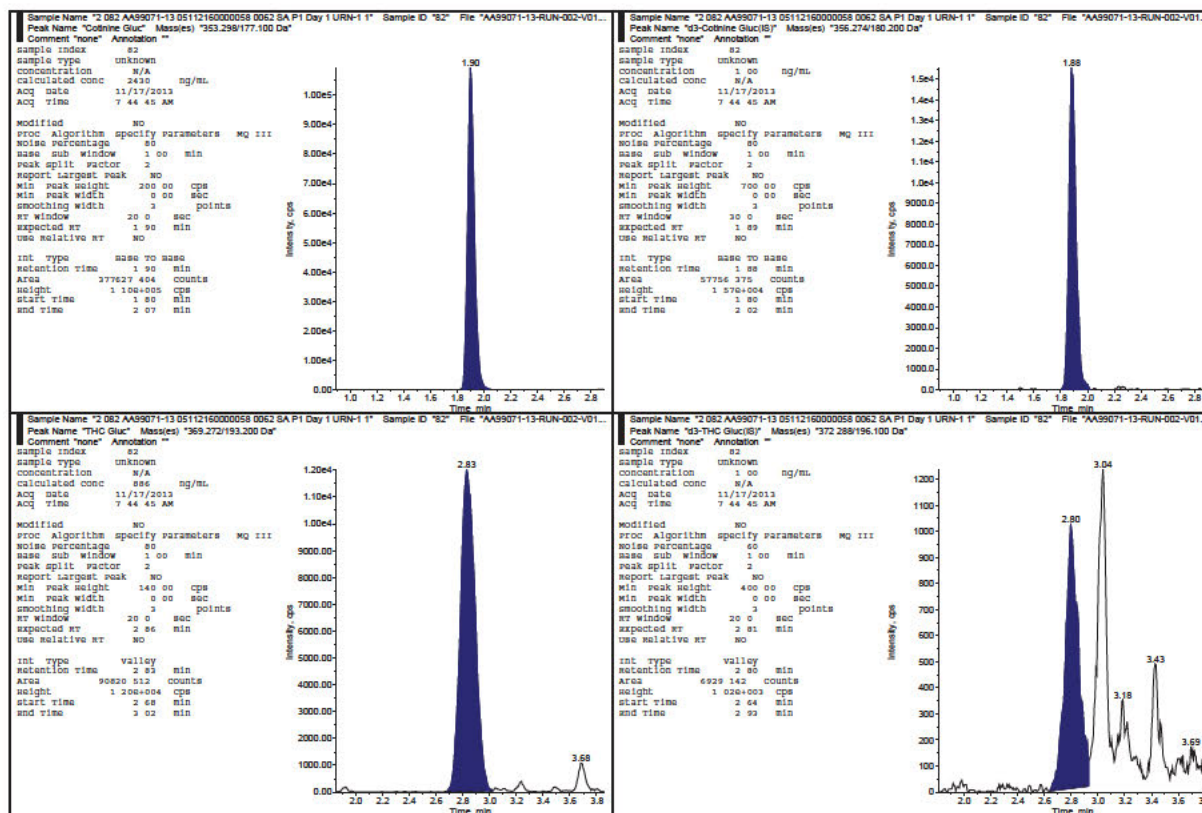 Sample Name "2 082 AA99071-13 05112160000058 0062 SA P1 Day 1 URN-1 1" Sample ID "82" File "AA99071-13-RUN-002-V01...
Peak Name "Cotinine Gluc" Mass(es) "353.298/177.100 Da"
Comment "none" Annotation ""
Sample Index 82
Sample Type Unknown
Concentration N/A
Calculated Conc 2430 ng/mL
Acq Date 11/17/2013
Acq Time 7 44 45 AM
Modified NO
Proc Algorithm Specify Parameters MQ III
Noise Percentage 80
Base Sub Window 1 00 min
Peak Split Factor 2
Report Largest Peak NO
Min Peak Height 200 00 cps
Min Peak Width 0 00 sec
Smoothing Width 3 points
RT Window 20 0 sec
Expected RT 1 90 min
Use Relative RT NO
Int Type Base To Base
Retention Time 1 90 min
Area 377627 404 counts
Height 1 10e+005 cps
Start Time 1 80 min
End Time 2 07 min
1.90
1.00e5
9.00e4
8.00e4
7.00e4
6.00e4
5.00e4
4.00e4
3.00e4
2.00e4
1.00e4
0.00
Intensity, cps
1.0 1.2 1.4 1.6 1.8 2.0 2.2 2.4 2.6 2.8
Time, min
Sample Name "2 082 AA99071-13 05112160000058 0062 SA P1 Day 1 URN-1 1" Sample ID "82" File "AA99071-13-RUN-002-V01...
Peak Name "d3-Cotinine Gluc(IS)" Mass(es) "356.274/180.200 Da"
Comment "none" Annotation ""
Sample Index 82
Sample Type Unknown
Concentration 1 00 ng/mL
Calculated Conc N/A
Acq Date 11/17/2013
Acq Time 7 44 45 AM
Modified NO
Proc Algorithm Specify Parameters MQ III
Noise Percentage 80
Base Sub Window 1 00 min
Peak Split Factor 2
Report Largest Peak NO
Min Peak Height 700 00 cps
Min Peak Width 0 00 sec
Smoothing Width 3 points
RT Window 30 0 sec
Expected RT 1 89 min
Use Relative RT NO
Int Type Base To Base
Retention Time 1 88 min
Area 57756 375 counts
Height 1 57e+004 cps
Start Time 1 80 min
End Time 2 02 min
1.88
1.5e4
1.4e4
1.3e4
1.2e4
1.1e4
1.0e4
9000.0
8000.0
7000.0
6000.0
5000.0
4000.0
3000.0
2000.0
1000.0
0.0
Intensity, cps
1.0 1.2 1.4 1.6 1.8 2.0 2.2 2.4 2.6 2.8
Time, min
Sample Name "2 082 AA99071-13 05112160000058 0062 SA P1 Day 1 URN-1 1" Sample ID "82" File "AA99071-13-RUN-002-V01...
Peak Name "THC Gluc" Mass(es) "369.272/193.200 Da"
Comment "none" Annotation ""
Sample Index 82
Sample Type Unknown
Concentration N/A
Calculated Conc 886 ng/mL
Acq Date 11/17/2013
Acq Time 7 44 45 AM
Modified NO
Proc Algorithm Specify Parameters MQ III
Noise Percentage 80
Base Sub Window 1 00 min
Peak Split Factor 2
Report Largest Peak NO
Min Peak Height 140 00 cps
Min Peak Width 0 00 sec
Smoothing Width 3 points
RT Window 20 0 sec
Expected RT 2 86 min
Use Relative RT NO
Int Type Valley
Retention Time 2 83 min
Area 90820 512 counts
Height 1 20e+004 cps
Start Time 2 68 min
End Time 3 02 min
2.83
3.68
1.20e4
1.10e4
1.00e4
9000.00
8000.00
7000.00
6000.00
5000.00
4000.00
3000.00
2000.00
1000.00
0.00
Intensity, cps
2.0 2.2 2.4 2.6 2.8 3.0 3.2 3.4 3.6 3.8
Time, min
Sample Name "2 082 AA99071-13 05112160000058 0062 SA P1 Day 1 URN-1 1" Sample ID "82" File "AA99071-13-RUN-002-V01...
Peak Name "d3-THC Gluc(IS)" Mass(es) "372 288/196.100 Da"
Comment "none" Annotation ""
Sample Index 82
Sample Type Unknown
Concentration 1 00 ng/mL
Calculated Conc N/A
Acq Date 11/17/2013
Acq Time 7 44 45 AM
Modified NO
Proc Algorithm Specify Parameters MQ III
Noise Percentage 60
Base Sub Window 1 00 min
Peak Split Factor 2
Report Largest Peak NO
Min Peak Height 400 00 cps
Min Peak Width 0 00 sec
Smoothing Width 3 points
RT Window 20 0 sec
Expected RT 2 81 min
Use Relative RT NO
Int Type Valley
Retention Time 2 80 min
Area 6929 142 counts
Height 1 02e+003 cps
Start Time 2 64 min
End Time 2 93 min
3.04
2.80
3.43
3.18
3.69
1200
1100
1000
900
800
700
600
500
400
300
200
100
0
Intensity, cps
2.0 2.2 2.4 2.6 2.8 3.0 3.2 3.4 3.6
Time, min